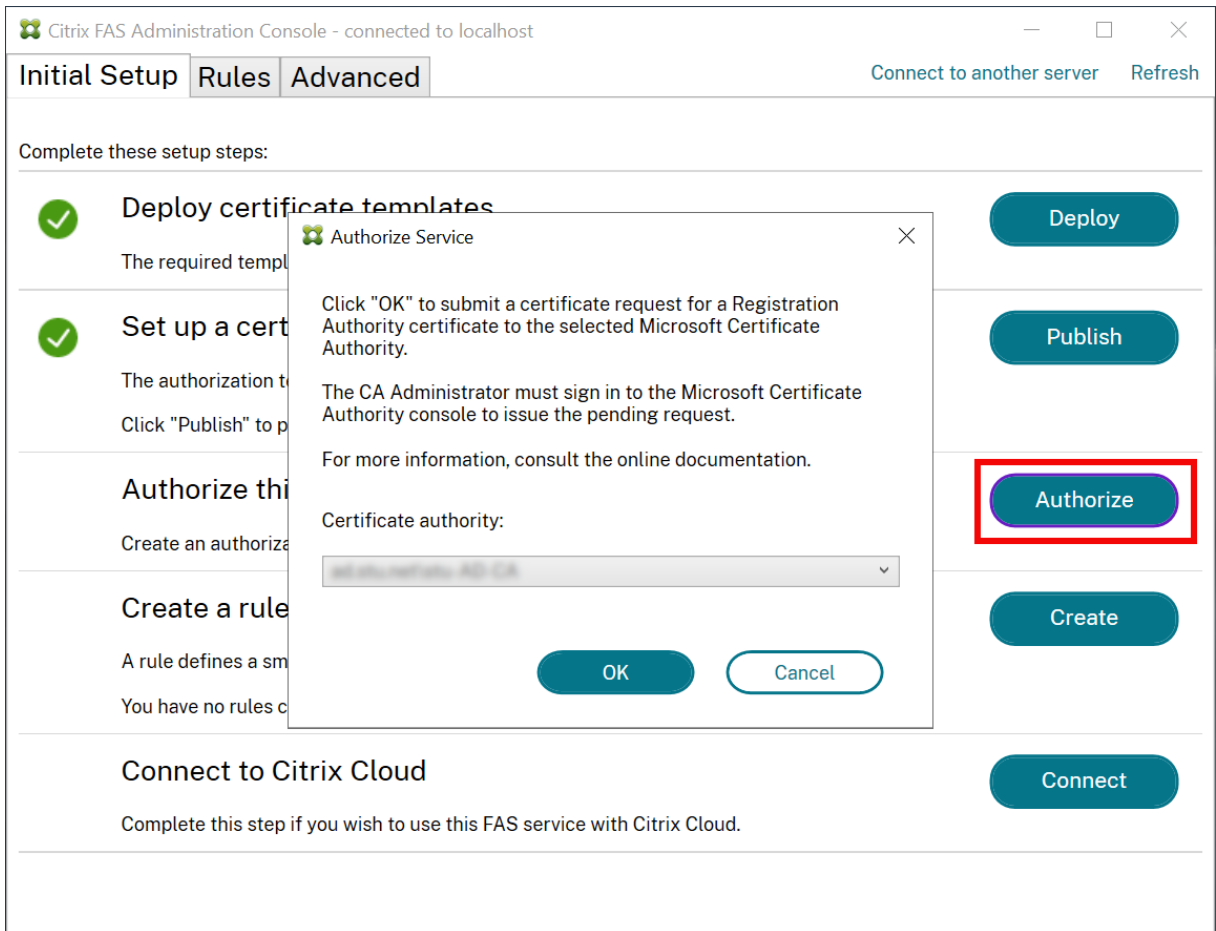 Citrix FAS Administration Console - connected to localhost
Initial Setup Rules Advanced Connect to another server Refresh
Complete these setup steps:
Deploy certificate templates
Deploy
The required templ
Set up a cert
Publish
The authorization t
Click "Publish" to p
Authorize thi
Authorize
Create an authoriza
Create a rule
Create
A rule defines a sm
You have no rules c
Connect to Citrix Cloud
Connect
Complete this step if you wish to use this FAS service with Citrix Cloud.
Authorize Service
Click "OK" to submit a certificate request for a Registration
Authority certificate to the selected Microsoft Certificate
Authority.
The CA Administrator must sign in to the Microsoft Certificate
Authority console to issue the pending request.
For more information, consult the online documentation.
Certificate authority:
OK Cancel